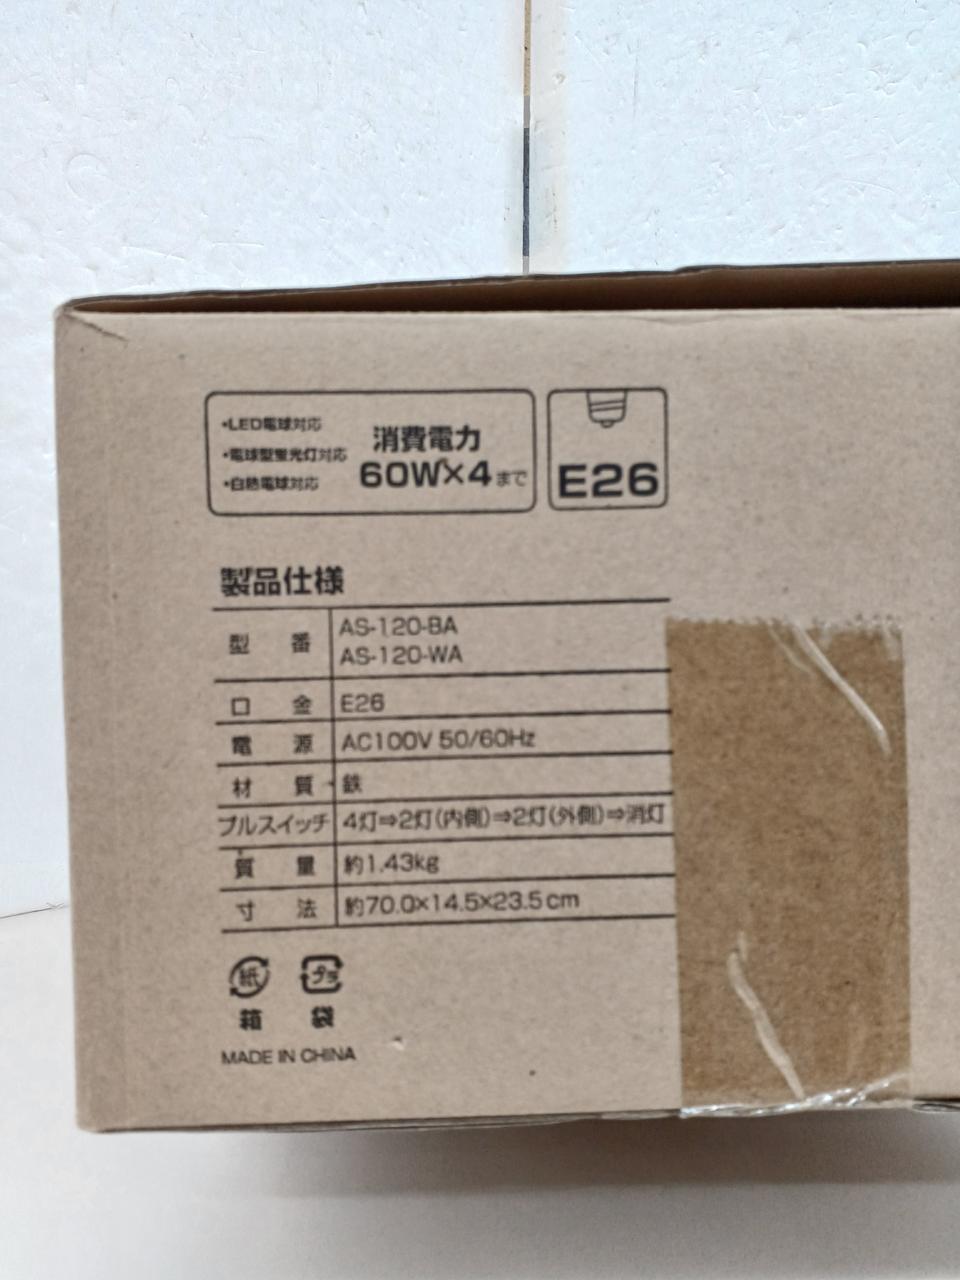 ・LED電球対応
・電球型蛍光灯対応
・白熱電球対応
消費電力
60W×4まで
E26
製品仕様
型番 AS-120-BA
AS-120-WA
口金 E26
電源 AC100V 50/60Hz
材質 鉄
プルスイッチ 4灯⇒2灯(内側)⇒2灯(外側)⇒消灯
質量 約1.43kg
寸法 約70.0×14.5×23.5cm
紙 プラ
箱 袋
MADE IN CHINA